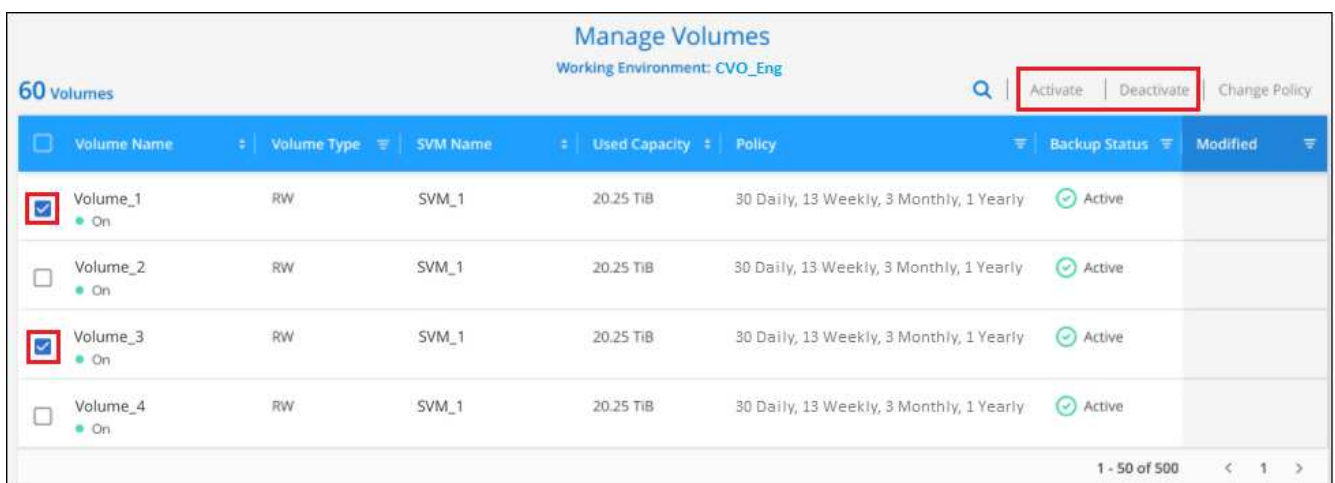 Manage Volumes
Working Environment: CVO_Eng
60 Volumes
Activate | Deactivate | Change Policy
Volume Name Volume Type SVM Name Used Capacity Policy Backup Status Modified
Volume_1 RW SVM_1 20.25 TiB 30 Daily, 13 Weekly, 3 Monthly, 1 Yearly Active
On
Volume_2 RW SVM_1 20.25 TiB 30 Daily, 13 Weekly, 3 Monthly, 1 Yearly Active
On
Volume_3 RW SVM_1 20.25 TiB 30 Daily, 13 Weekly, 3 Monthly, 1 Yearly Active
On
Volume_4 RW SVM_1 20.25 TiB 30 Daily, 13 Weekly, 3 Monthly, 1 Yearly Active
On
1 - 50 of 500 < 1 >